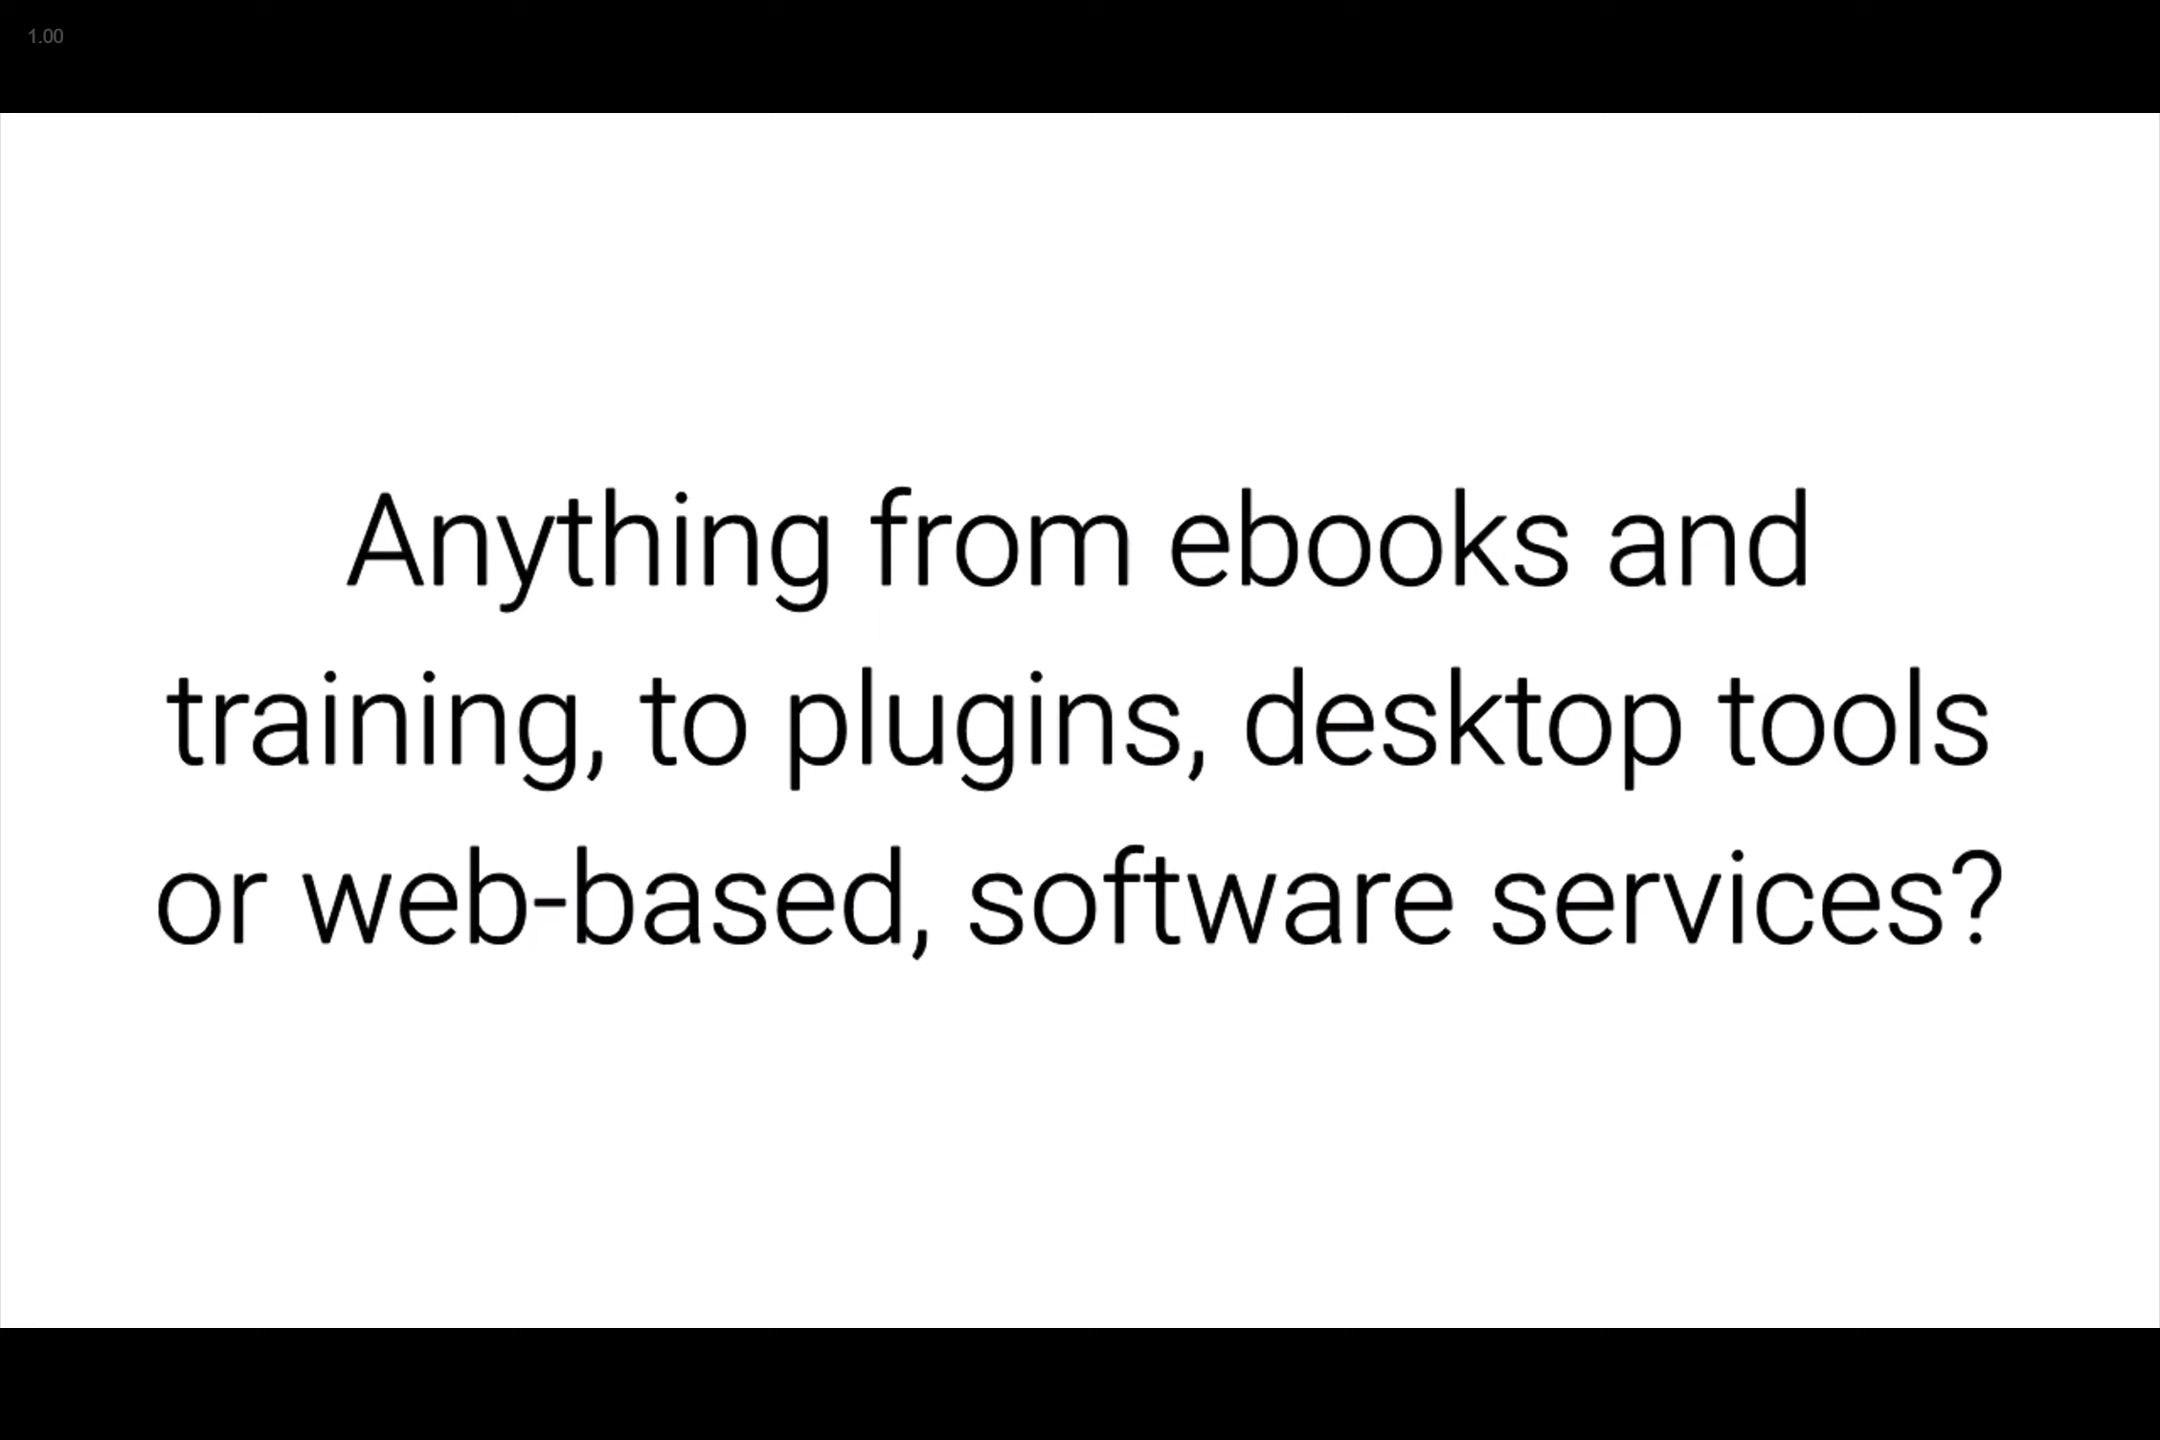 1.00
Anything from ebooks and
training, to plugins, desktop tools
or web-based, software services?